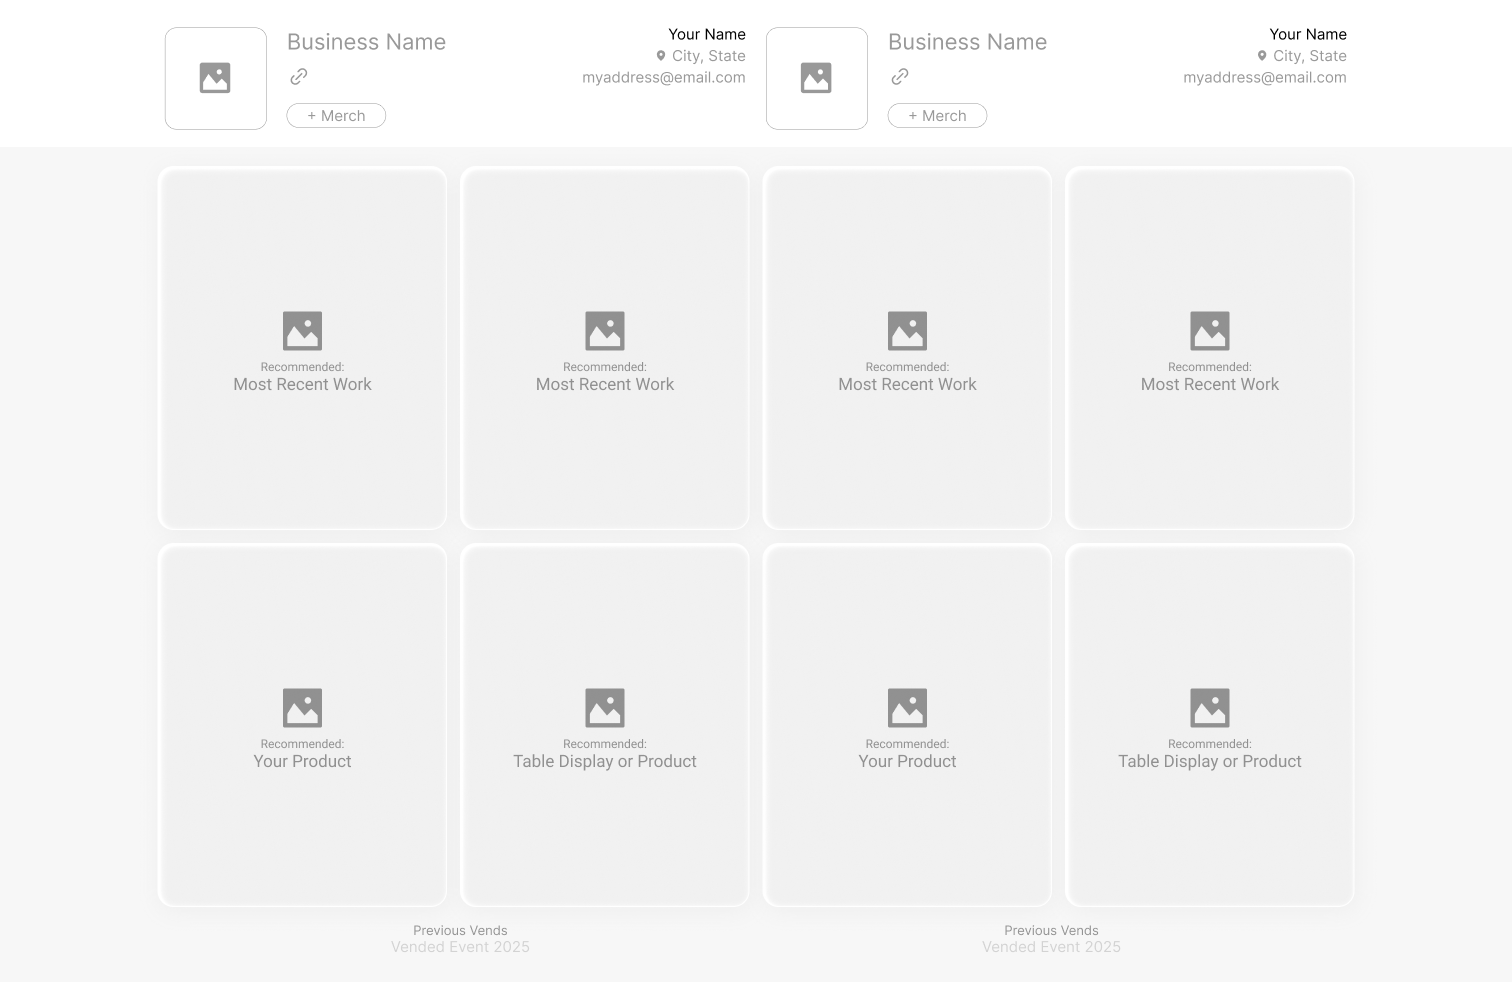 Business Name
+ Merch
Your Name
City, State
myaddress@email.com
Business Name
+ Merch
Your Name
City, State
myaddress@email.com
Recommended:
Most Recent Work
Recommended:
Most Recent Work
Recommended:
Most Recent Work
Recommended:
Most Recent Work
Recommended:
Your Product
Recommended:
Table Display or Product
Recommended:
Your Product
Recommended:
Table Display or Product
Previous Vends
Vended Event 2025
Previous Vends
Vended Event 2025